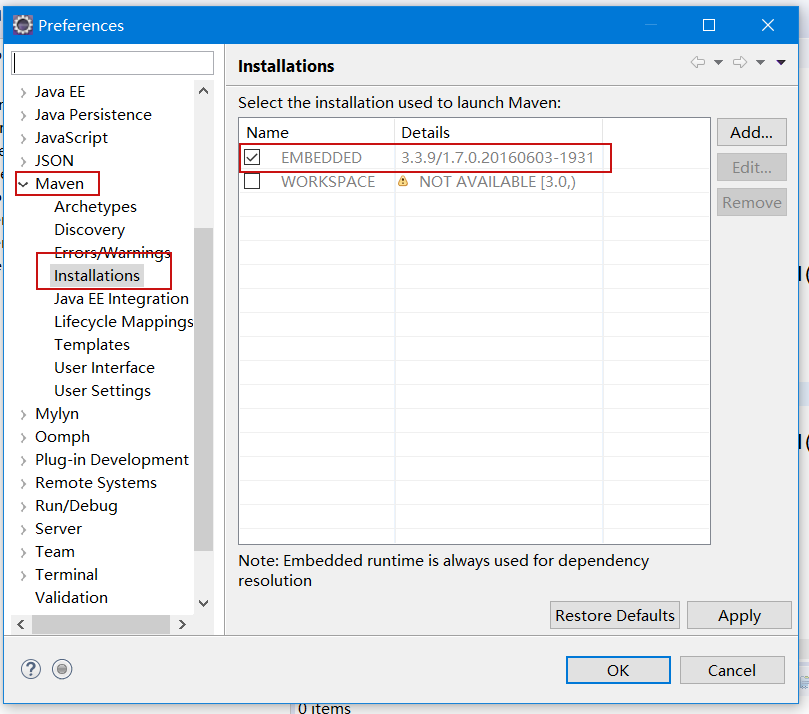 Preferences
Java EE
Java Persistence
JavaScript
JSON
Maven
Archetypes
Discovery
Errors/Warnings
Installations
Java EE Integration
Lifecycle Mappings
Templates
User Interface
User Settings
Mylyn
Oomph
Plug-in Development
Remote Systems
Run/Debug
Server
Team
Terminal
Validation
Installations
Select the installation used to launch Maven:
Name Details
EMBEDDED 3.3.9/1.7.0.20160603-1931
WORKSPACE NOT AVAILABLE [3.0,)
Add...
Edit...
Remove
Note: Embedded runtime is always used for dependency
resolution
Restore Defaults Apply
OK Cancel
0 items